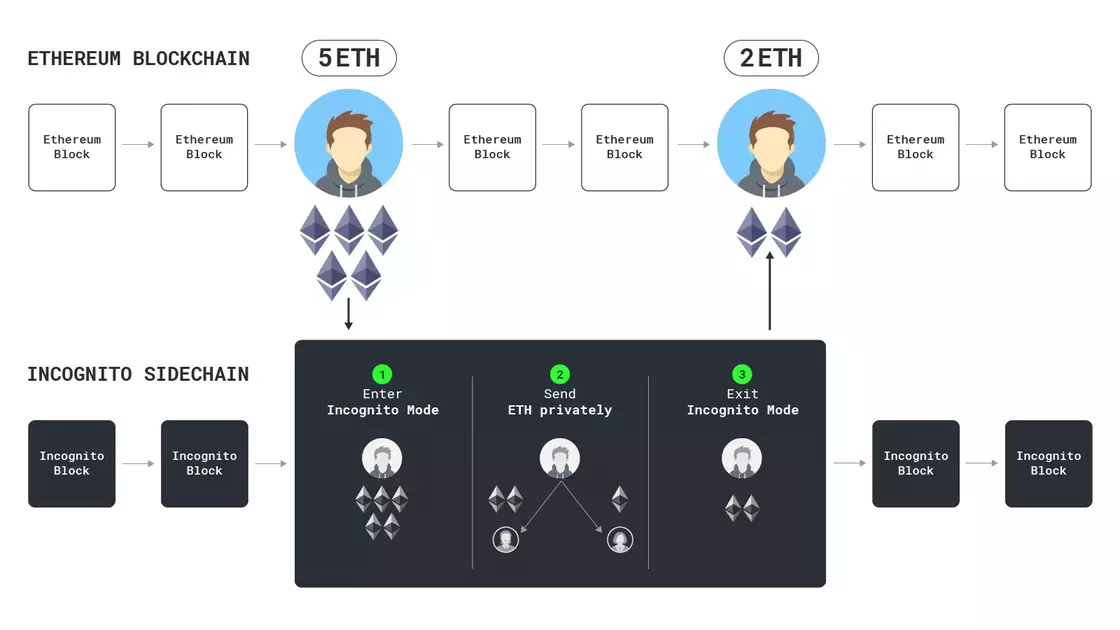 ETHEREUM BLOCKCHAIN
5 ETH
2 ETH
Ethereum
Block
Ethereum
Block
Ethereum
Block
Ethereum
Block
Ethereum
Block
Ethereum
Block
INCOGNITO SIDECHAIN
Incognito
Block
Incognito
Block
1
Enter
Incognito Mode
2
Send
ETH privately
3
Exit
Incognito Mode
Incognito
Block
Incognito
Block